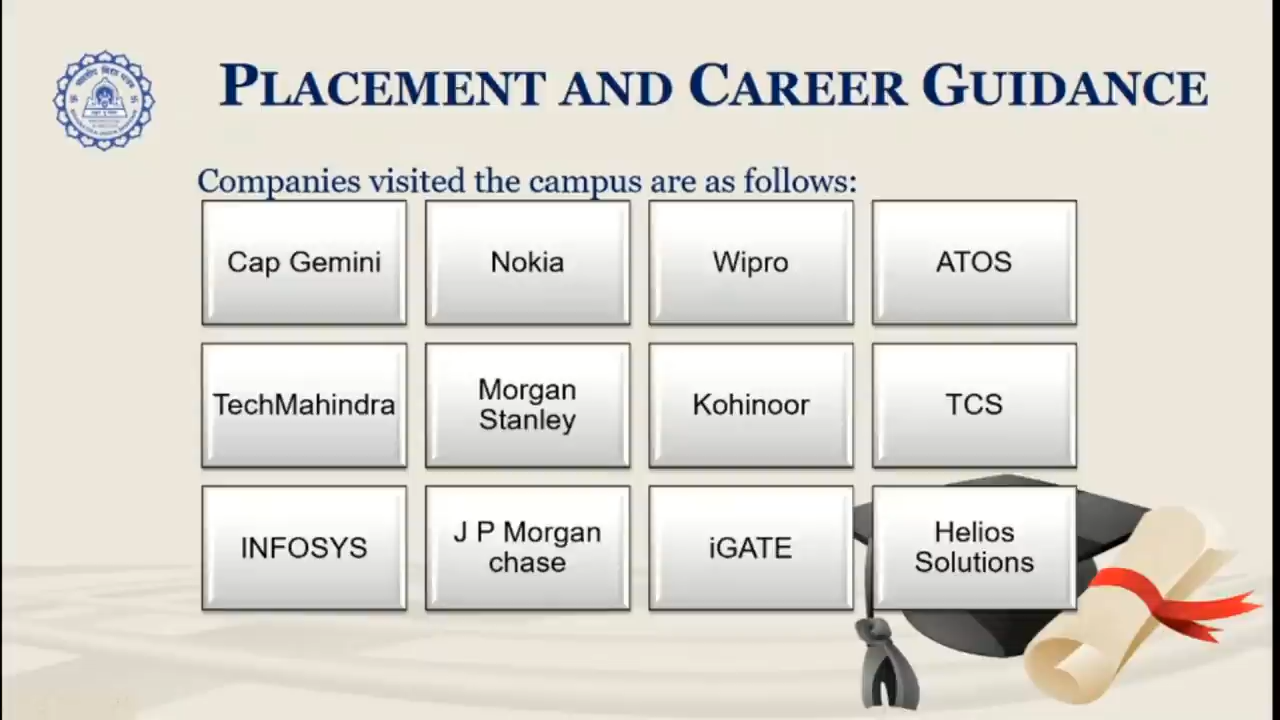 PLACEMENT AND CAREER GUIDANCE
Companies visited the campus are as follows:
Cap Gemini
Nokia
Wipro
ATOS
TechMahindra
Morgan
Stanley
Kohinoor
TCS
INFOSYS
J P Morgan
chase
iGATE
Helios
Solutions